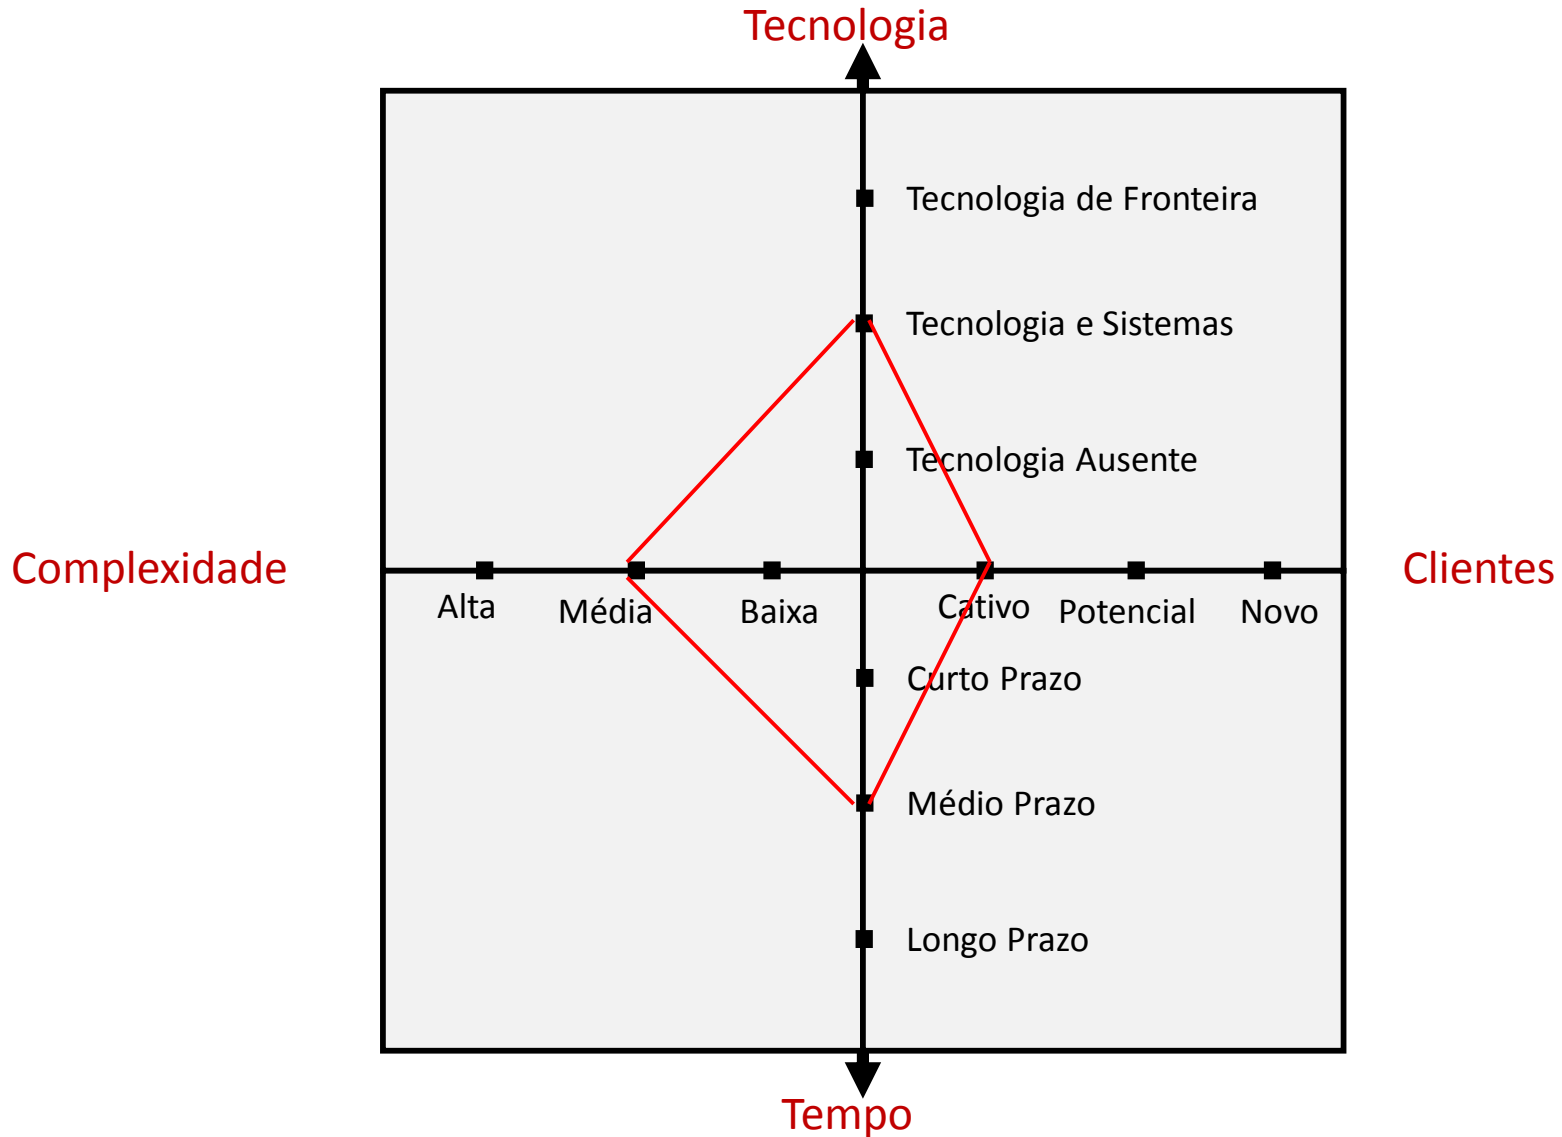 Tecnologia
Tecnologia de Fronteira
Tecnologia e Sistemas
Tecnologia Ausente
Complexidade
Clientes
Alta
Média
Baixa
Cativo
Potencial
Novo
Curto Prazo
Médio Prazo
Longo Prazo
Tempo